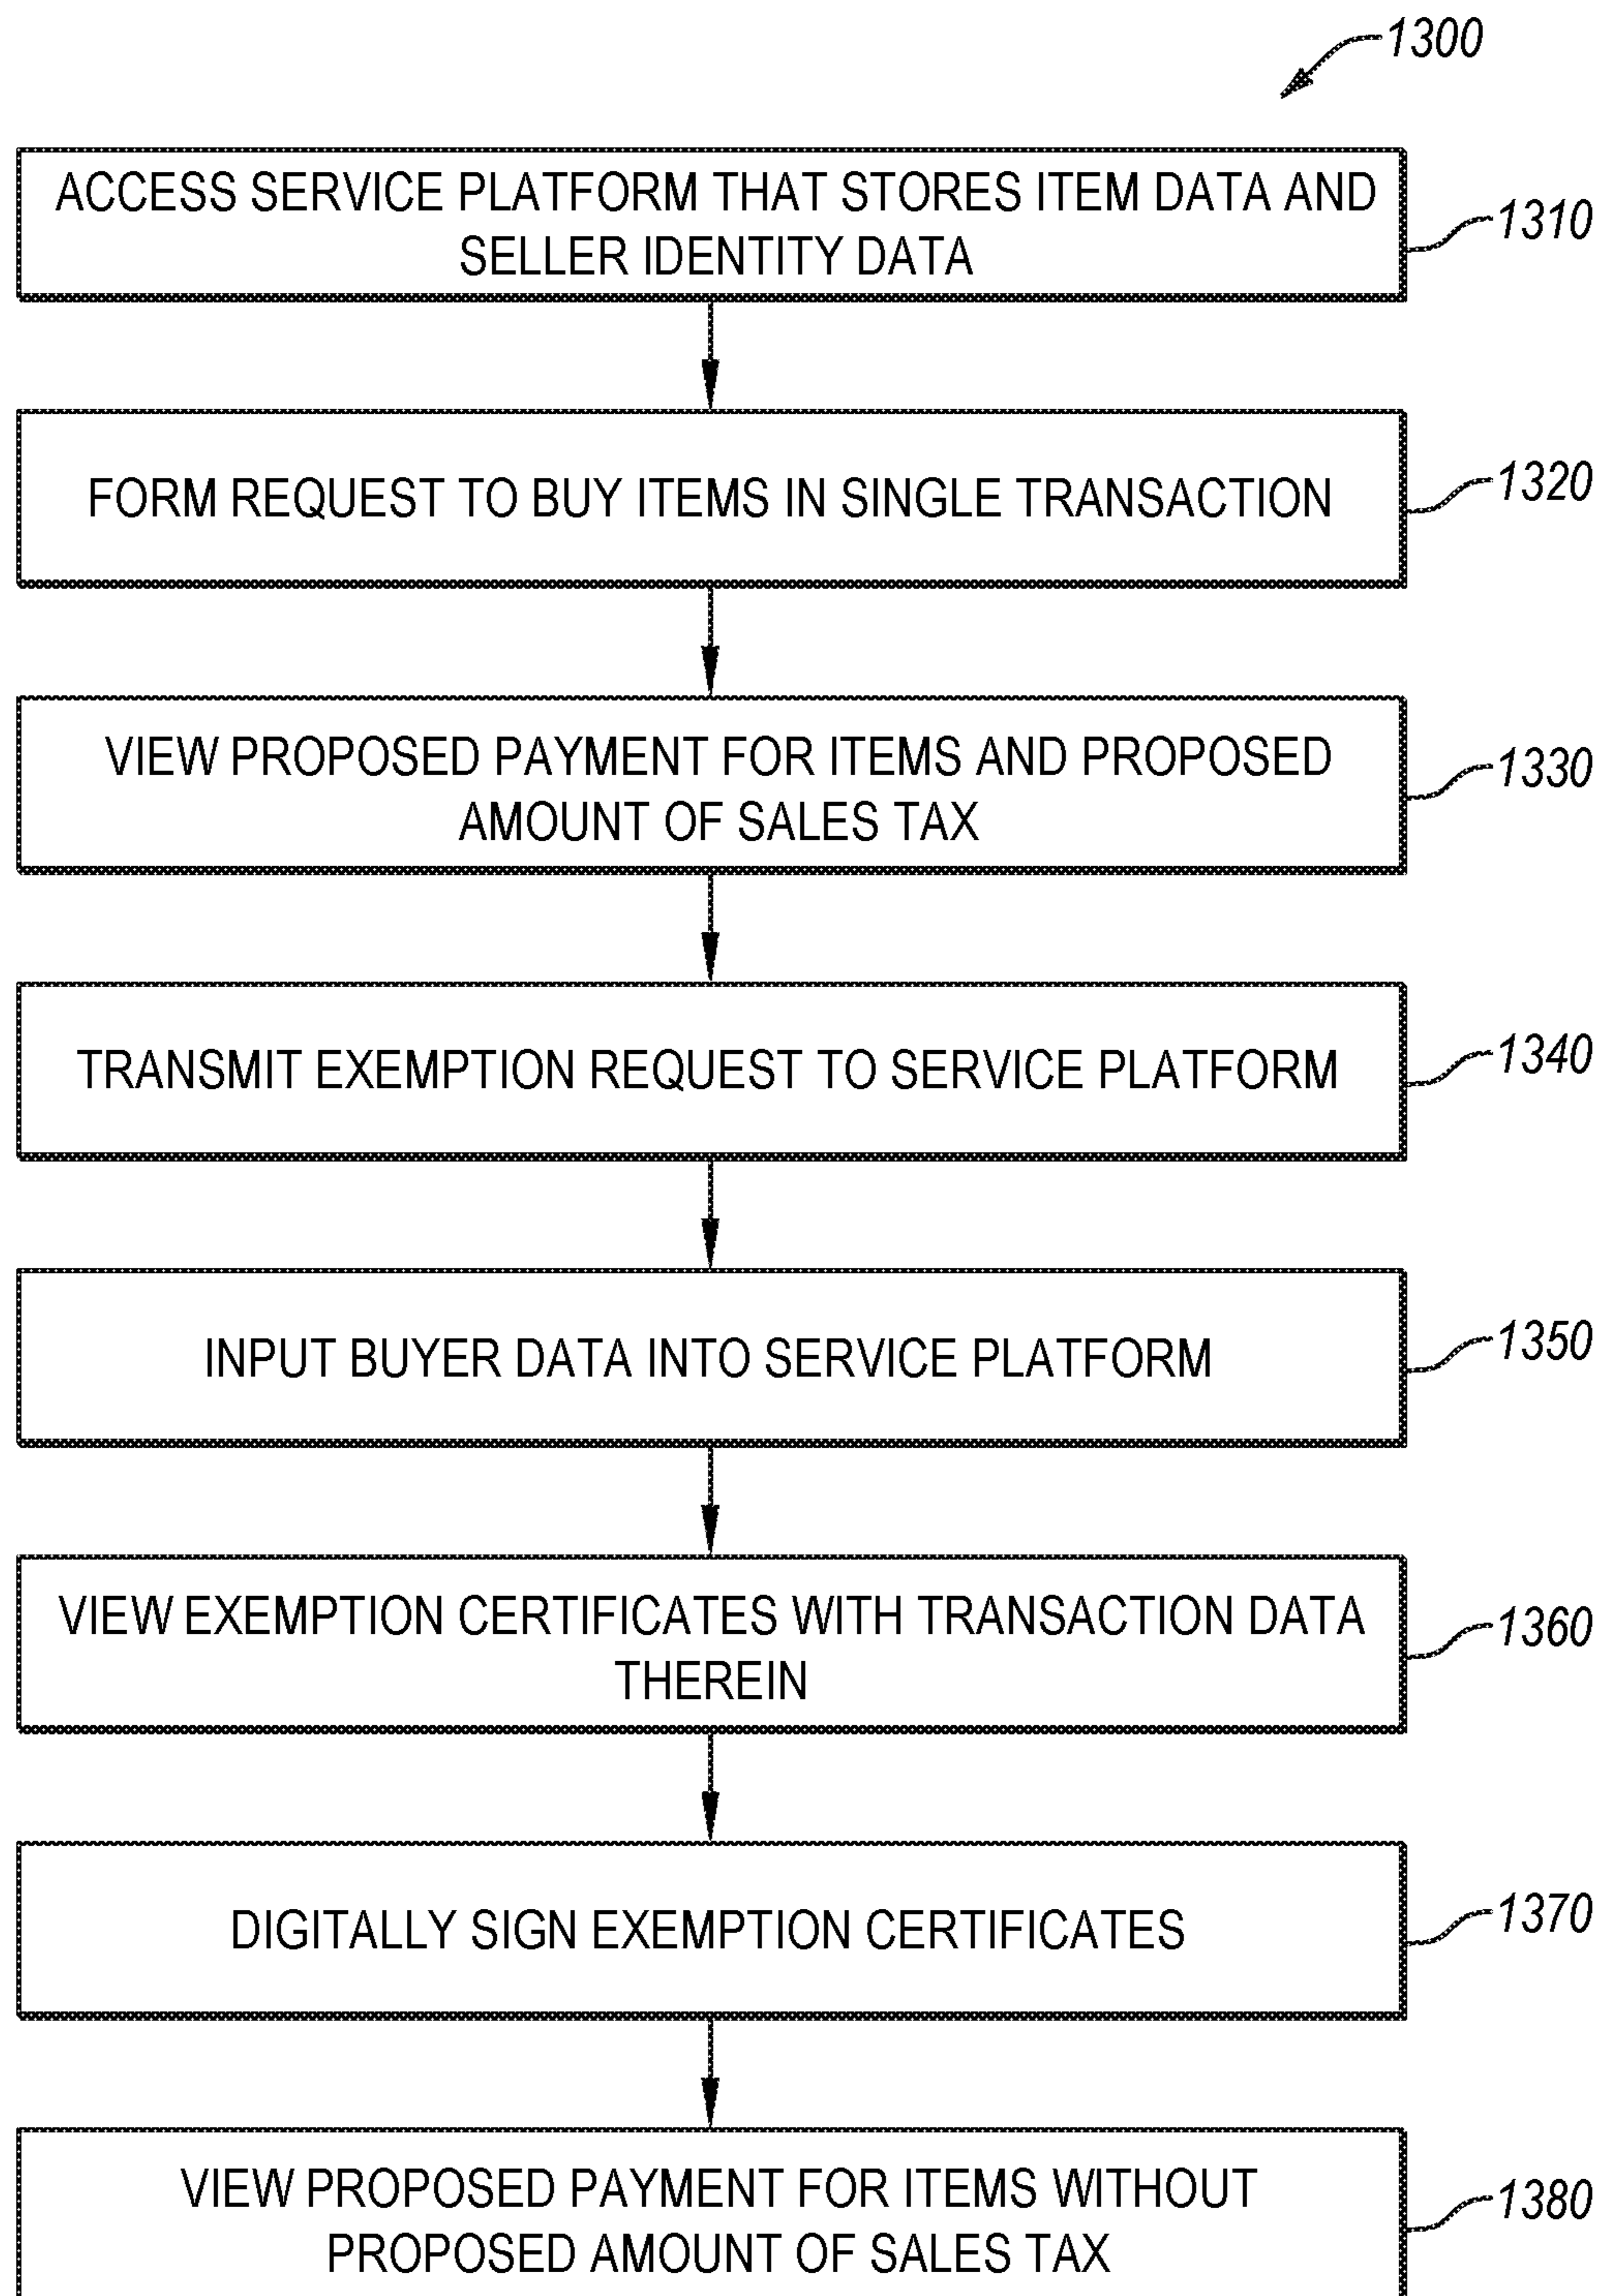 1300
ACCESS SERVICE PLATFORM THAT STORES ITEM DATA AND
SELLER IDENTITY DATA
1310
FORM REQUEST TO BUY ITEMS IN SINGLE TRANSACTION
1320
VIEW PROPOSED PAYMENT FOR ITEMS AND PROPOSED
AMOUNT OF SALES TAX
1330
TRANSMIT EXEMPTION REQUEST TO SERVICE PLATFORM
1340
INPUT BUYER DATA INTO SERVICE PLATFORM
1350
VIEW EXEMPTION CERTIFICATES WITH TRANSACTION DATA
THEREIN
1360
DIGITALLY SIGN EXEMPTION CERTIFICATES
1370
VIEW PROPOSED PAYMENT FOR ITEMS WITHOUT
PROPOSED AMOUNT OF SALES TAX
1380